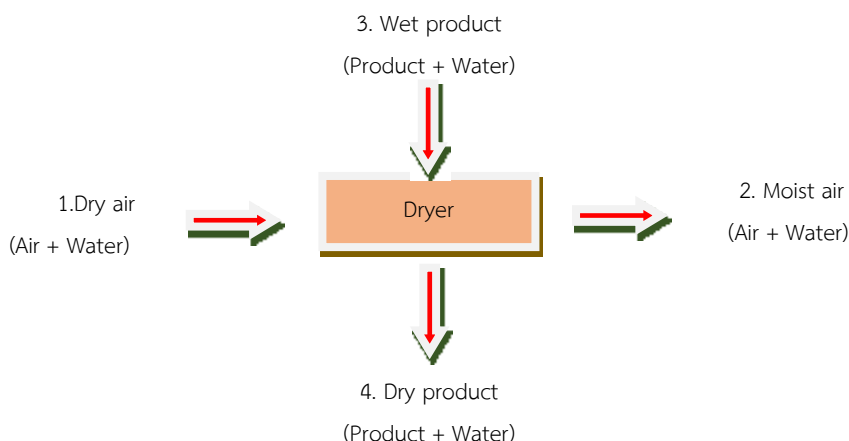 3. Wet product
(Product + Water)
1.Dry air
(Air + Water)
Dryer
2. Moist air
(Air + Water)
4. Dry product
(Product + Water)